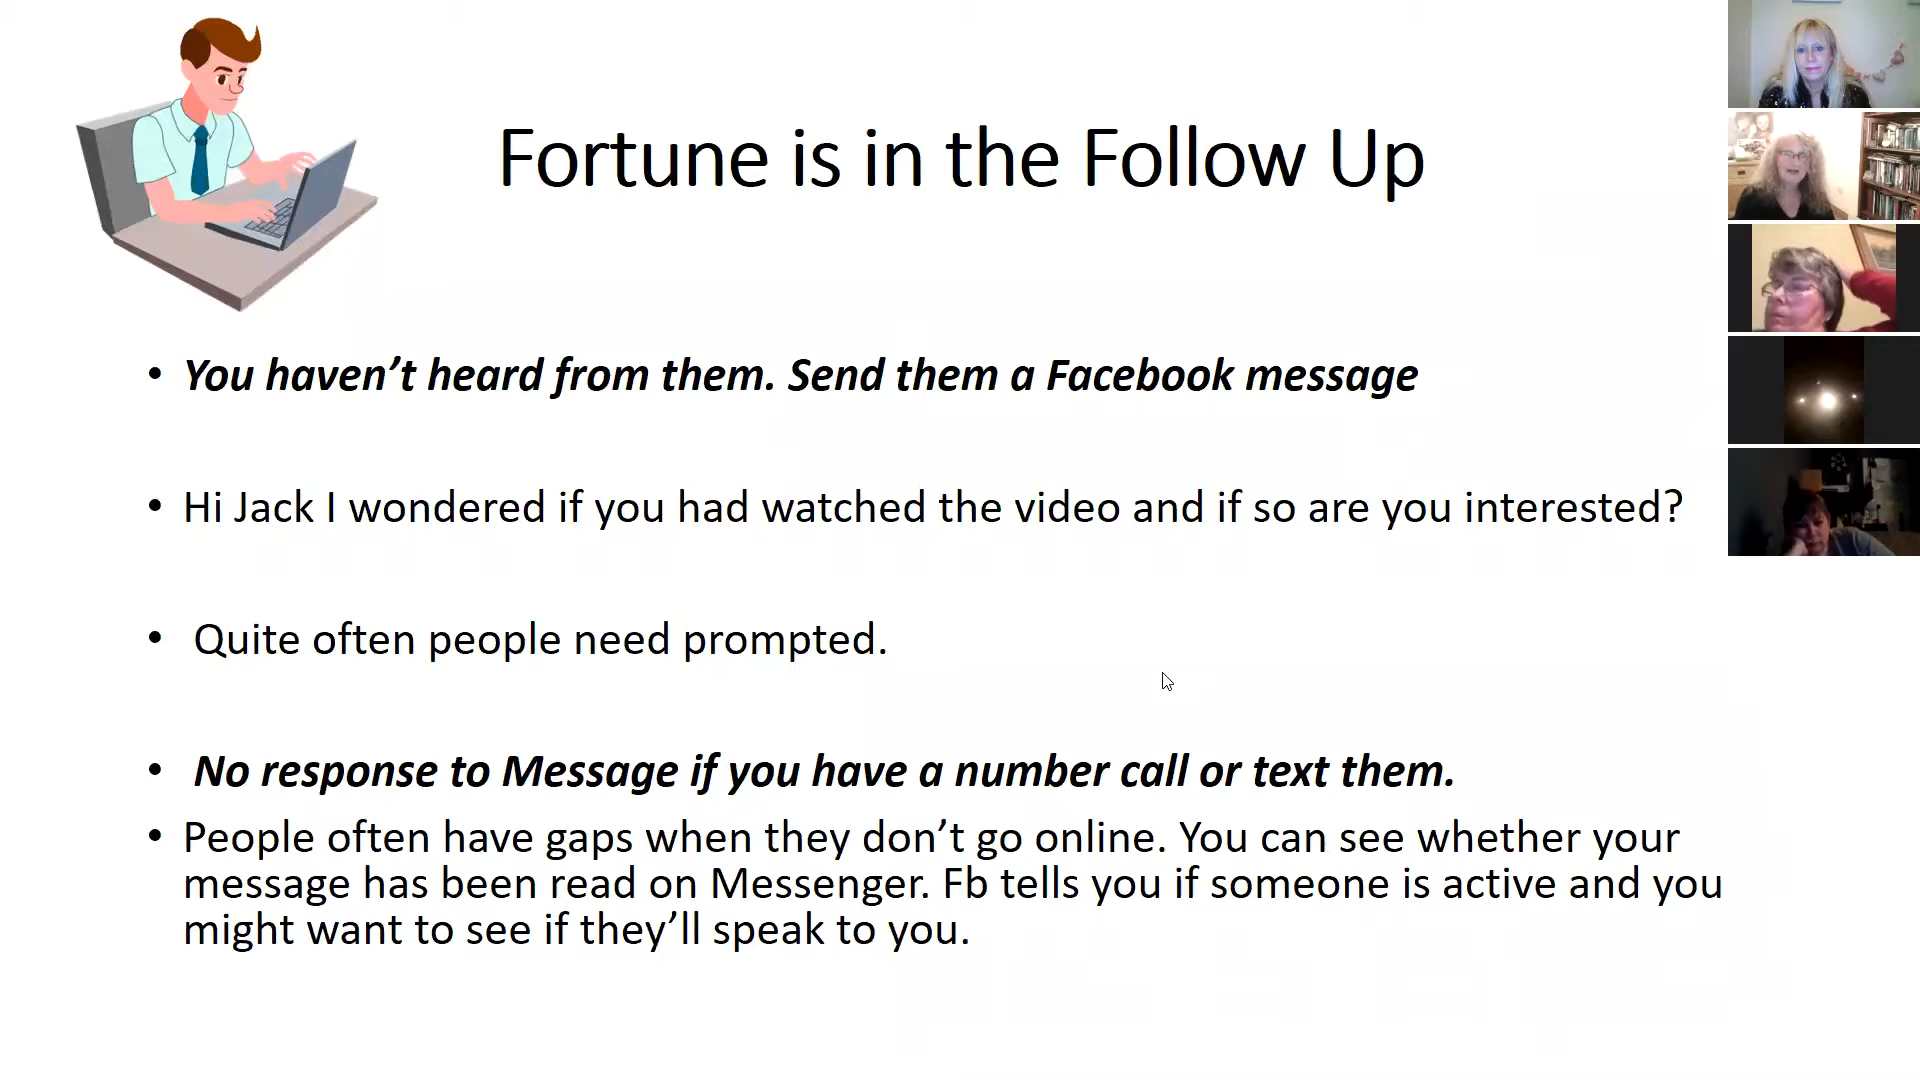 Fortune is in the Follow Up
• You haven’t heard from them. Send them a Facebook message
• Hi Jack I wondered if you had watched the video and if so are you interested?
• Quite often people need prompted.
• No response to Message if you have a number call or text them.
• People often have gaps when they don’t go online. You can see whether your
message has been read on Messenger. Fb tells you if someone is active and you
might want to see if they’ll speak to you.